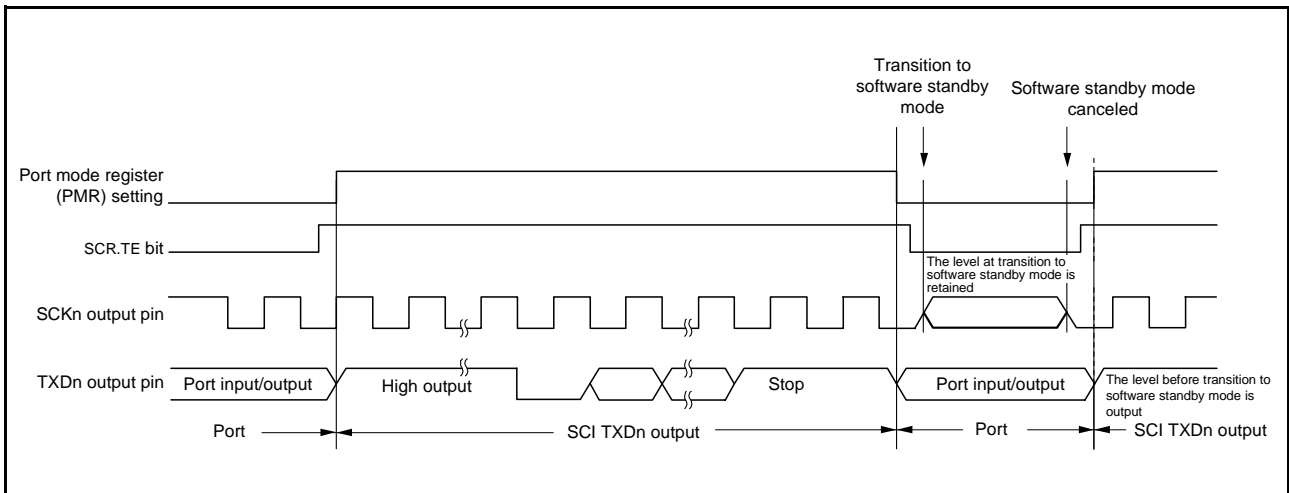 Transition to
software standby
mode
Software standby mode
canceled
Port mode register
(PMR) setting
SCR.TE bit
The level at transition to
software standby mode is
retained
SCKn output pin
TXDn output pin
Port input/output
High output
Stop
Port input/output
The level before transition to
software standby mode is
output
Port
SCI TXDn output
Port
SCI TXDn output